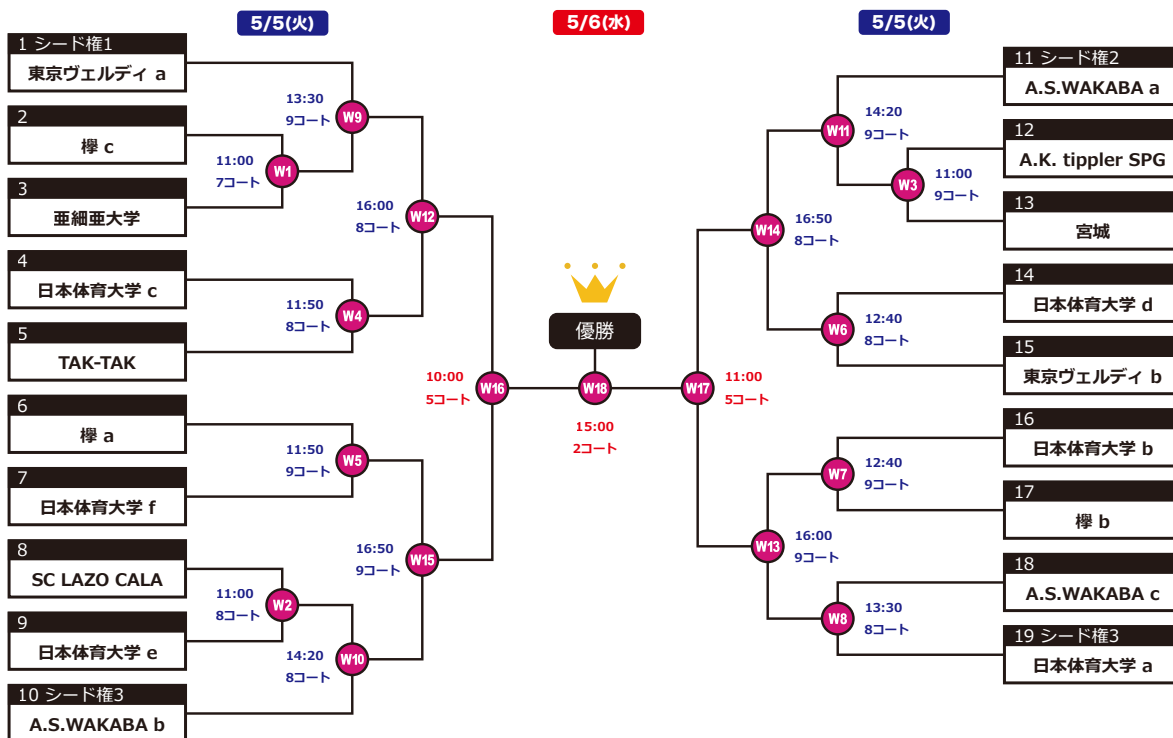 5/5(火)
5/6(水)
5/5(火)
1 シード権1
東京ヴェルディ a
2
欅 c
3
亜細亜大学
4
日本体育大学 c
5
TAK-TAK
6
欅 a
7
日本体育大学 f
8
SC LAZO CALA
9
日本体育大学 e
10 シード権3
A.S.WAKABA b
13:30
9コート
W9
11:00
7コート
W1
16:00
8コート
W12
11:50
8コート
W4
10:00
5コート
W16
11:50
9コート
W5
16:50
9コート
W15
11:00
8コート
W2
14:20
8コート
W10
優勝
W18
15:00
2コート
W17
11:00
5コート
W11
14:20
9コート
W3
11:00
9コート
W14
16:50
8コート
W6
12:40
8コート
W7
12:40
9コート
W13
16:00
9コート
W8
13:30
8コート
11 シード権2
A.S.WAKABA a
12
A.K. tippler SPG
13
宮城
14
日本体育大学 d
15
東京ヴェルディ b
16
日本体育大学 b
17
欅 b
18
A.S.WAKABA c
19 シード権3
日本体育大学 a